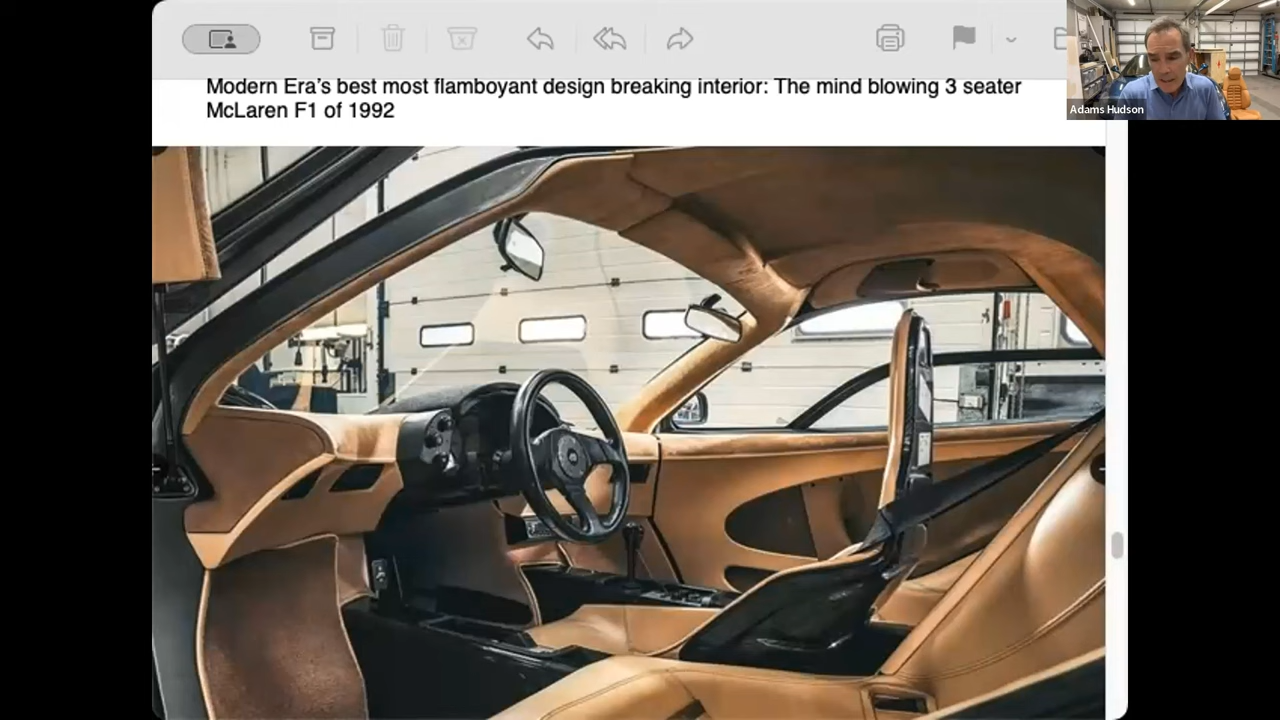 Modern Era's best most flamboyant design breaking interior: The mind blowing 3 seater
McLaren F1 of 1992
Adams Hudson